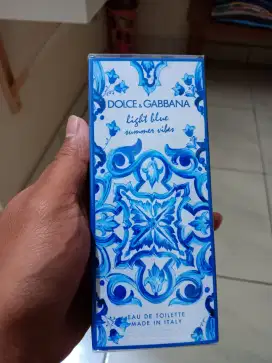 DOLCE & GABBANA
light blue
summer vibes
EAU DE TOILETTE
MADE IN ITALY